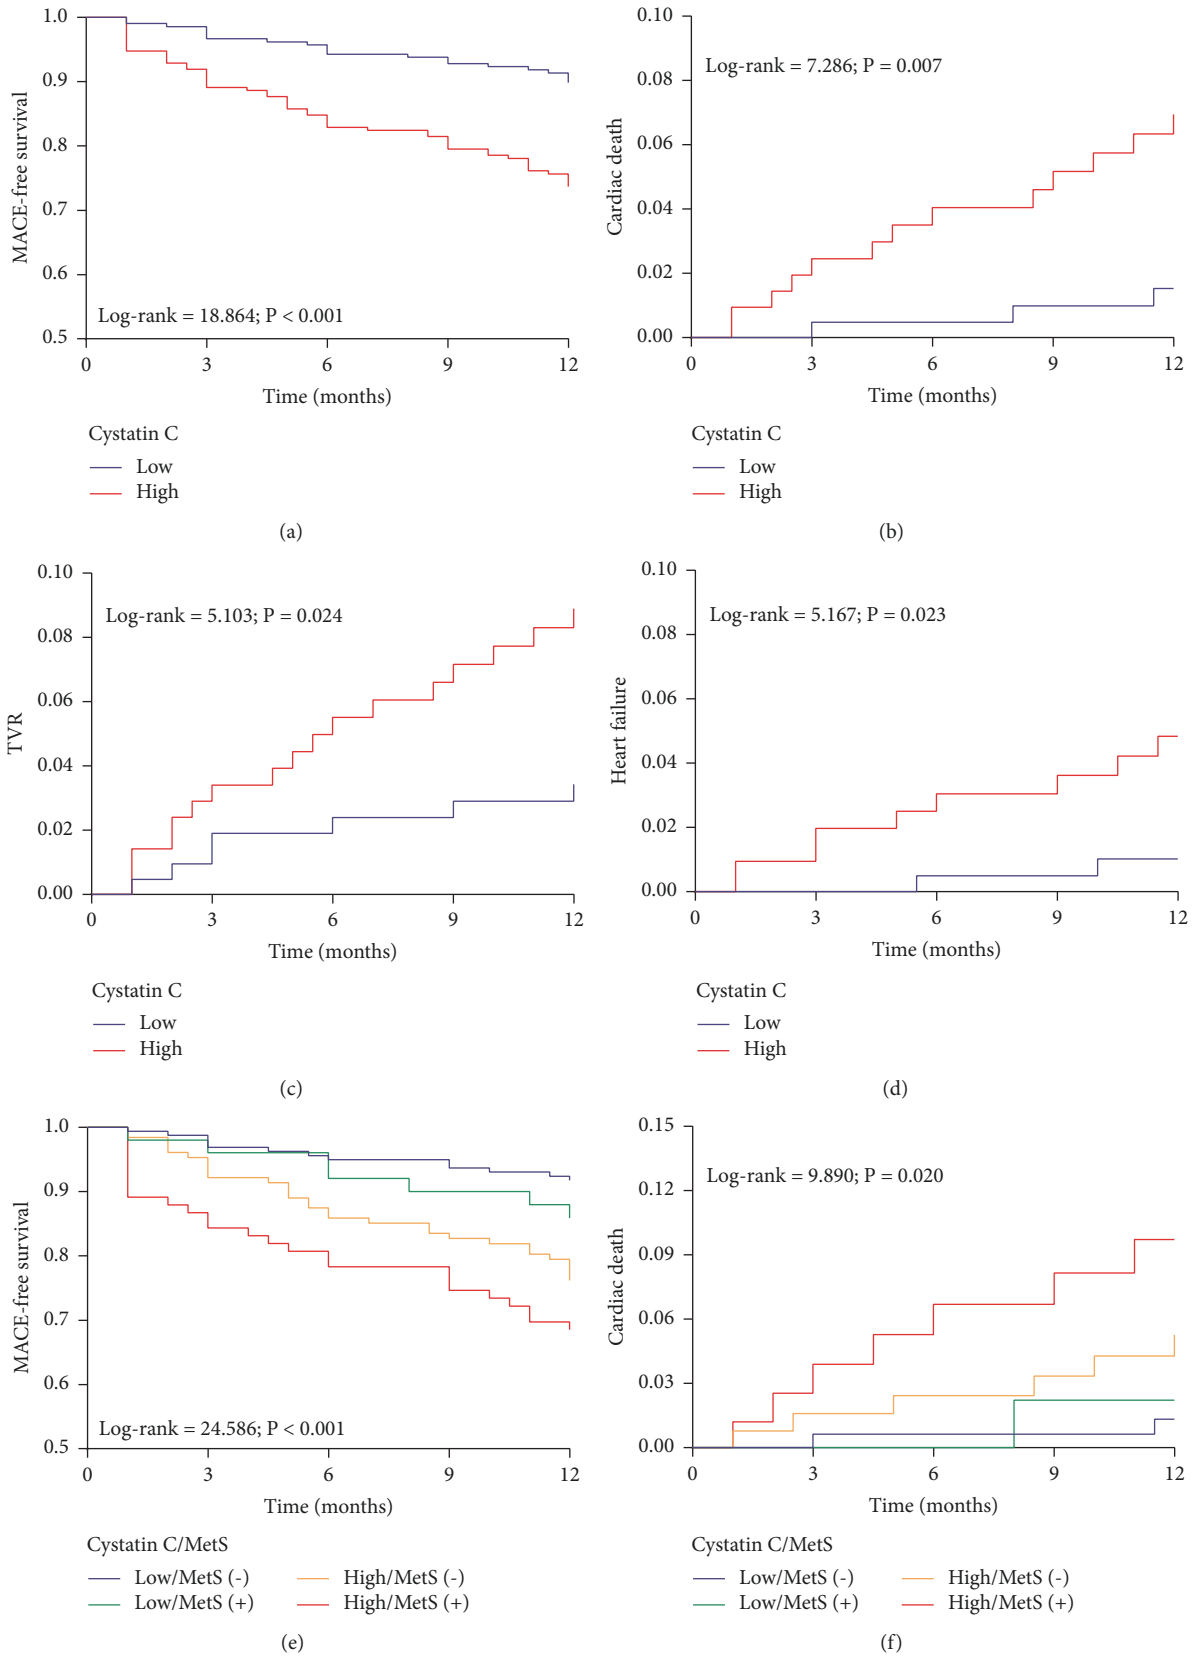 1.0
0.9
0.8
0.7
0.6
0.5
MACE-free survival
Log-rank = 18.864; P < 0.001
0 3 6 9 12
Time (months)
Cystatin C
Low
High
(a)
0.10
0.08
0.06
0.04
0.02
0.00
Cardiac death
Log-rank = 7.286; P = 0.007
0 3 6 9 12
Time (months)
Cystatin C
Low
High
(b)
0.10
0.08
0.06
0.04
0.02
0.00
TVR
Log-rank = 5.103; P = 0.024
0 3 6 9 12
Time (months)
Cystatin C
Low
High
(c)
0.10
0.08
0.06
0.04
0.02
0.00
Heart failure
Log-rank = 5.167; P = 0.023
0 3 6 9 12
Time (months)
Cystatin C
Low
High
(d)
1.0
0.9
0.8
0.7
0.6
0.5
MACE-free survival
Log-rank = 24.586; P < 0.001
0 3 6 9 12
Time (months)
Cystatin C/MetS
Low/MetS (-) High/MetS (-)
Low/MetS (+) High/MetS (+)
(e)
0.15
0.12
0.09
0.06
0.03
0.00
Cardiac death
Log-rank = 9.890; P = 0.020
0 3 6 9 12
Time (months)
Cystatin C/MetS
Low/MetS (-) High/MetS (-)
Low/MetS (+) High/MetS (+)
(f)